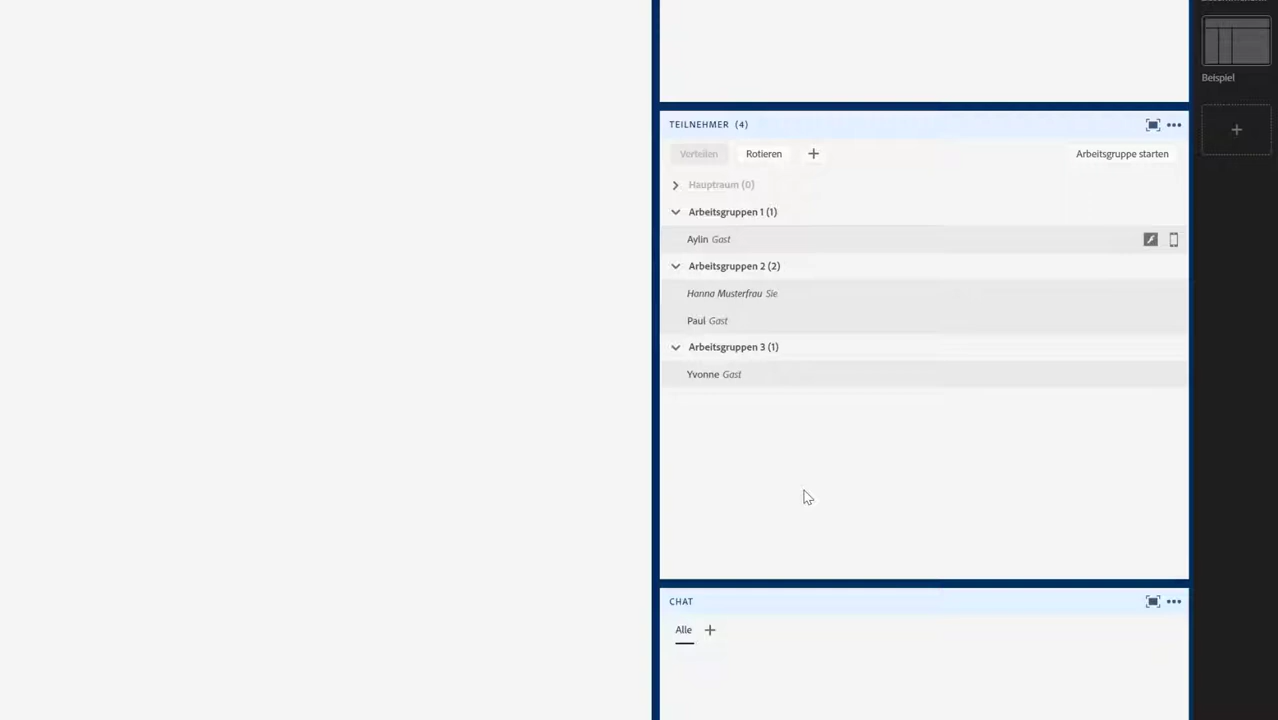 Beispiel
TEILNEHMER (4)
Verteilen Rotieren + Arbeitsgruppe starten
Hauptraum (0)
Arbeitsgruppen 1 (1)
Aylin Gast
Arbeitsgruppen 2 (2)
Hanna Musterfrau Sie
Paul Gast
Arbeitsgruppen 3 (1)
Yvonne Gast
CHAT
Alle +